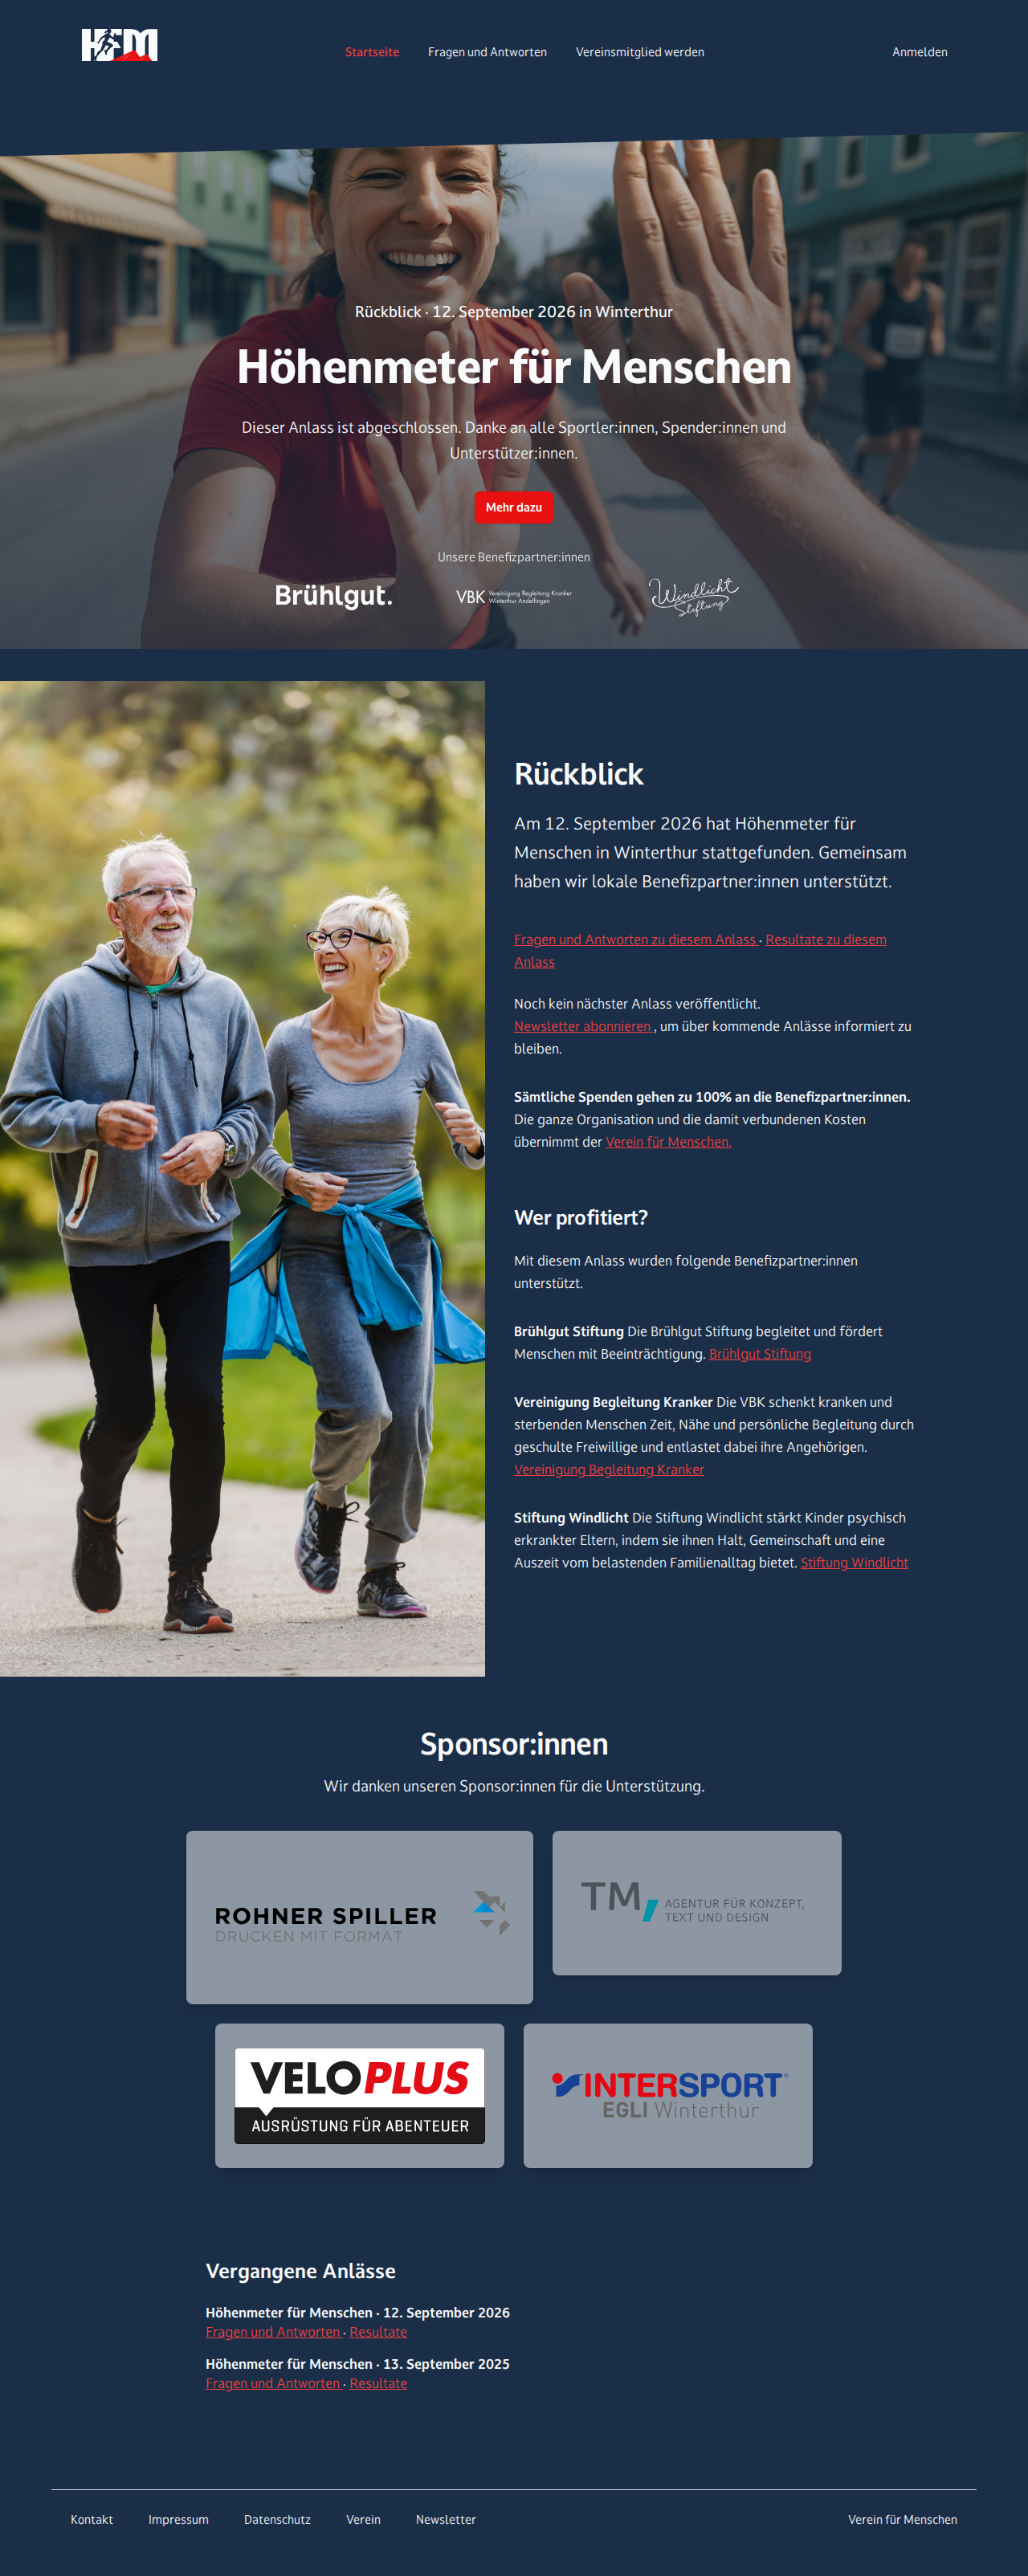 HFM
Startseite
Fragen und Antworten
Vereinsmitglied werden
Anmelden
Rückblick · 12. September 2026 in Winterthur
Höhenmeter für Menschen
Dieser Anlass ist abgeschlossen. Danke an alle Sportler:innen, Spender:innen und
Unterstützer:innen.
Mehr dazu
Unsere Benefizpartner:innen
Brühlgut.
VBK Vereinigung Begleitung Kranker
Winterthur Andelfingen
Windlicht
Stiftung
Rückblick
Am 12. September 2026 hat Höhenmeter für
Menschen in Winterthur stattgefunden. Gemeinsam
haben wir lokale Benefizpartner:innen unterstützt.
Fragen und Antworten zu diesem Anlass · Resultate zu diesem
Anlass
Noch kein nächster Anlass veröffentlicht.
Newsletter abonnieren , um über kommende Anlässe informiert zu
bleiben.
Sämtliche Spenden gehen zu 100% an die Benefizpartner:innen.
Die ganze Organisation und die damit verbundenen Kosten
übernimmt der Verein für Menschen.
Wer profitiert?
Mit diesem Anlass wurden folgende Benefizpartner:innen
unterstützt.
Brühlgut Stiftung Die Brühlgut Stiftung begleitet und fördert
Menschen mit Beeinträchtigung. Brühlgut Stiftung
Vereinigung Begleitung Kranker Die VBK schenkt kranken und
sterbenden Menschen Zeit, Nähe und persönliche Begleitung durch
geschulte Freiwillige und entlastet dabei ihre Angehörigen.
Vereinigung Begleitung Kranker
Stiftung Windlicht Die Stiftung Windlicht stärkt Kinder psychisch
erkrankter Eltern, indem sie ihnen Halt, Gemeinschaft und eine
Auszeit vom belastenden Familienalltag bietet. Stiftung Windlicht
Sponsor:innen
Wir danken unseren Sponsor:innen für die Unterstützung.
ROHNER SPILLER
DRUCKEN MIT FORMAT
TM AGENTUR FÜR KONZEPT,
TEXT UND DESIGN
VELOPLUS
AUSRÜSTUNG FÜR ABENTEUER
INTERSPORT®
EGLI Winterthur
Vergangene Anlässe
Höhenmeter für Menschen · 12. September 2026
Fragen und Antworten · Resultate
Höhenmeter für Menschen · 13. September 2025
Fragen und Antworten · Resultate
Kontakt
Impressum
Datenschutz
Verein
Newsletter
Verein für Menschen